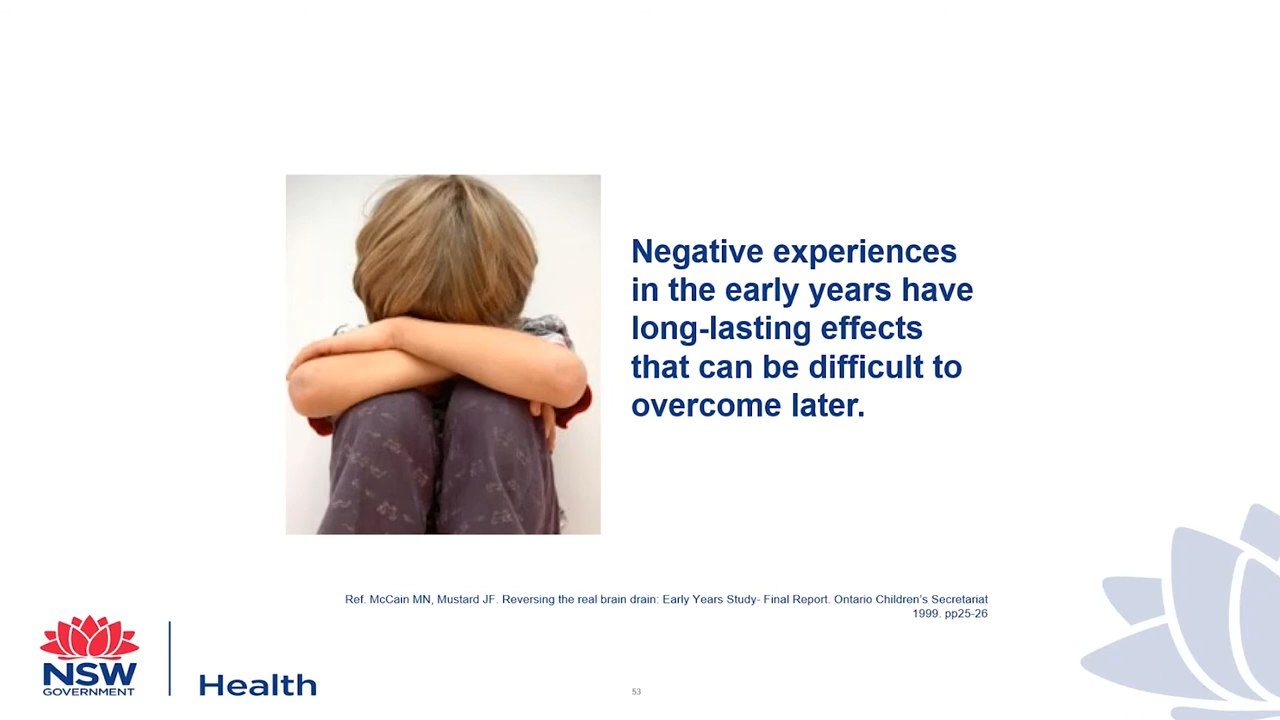 Negative experiences
in the early years have
long-lasting effects
that can be difficult to
overcome later.
Ref. McCain MN, Mustard JF. Reversing the real brain drain: Early Years Study- Final Report. Ontario Children's Secretariat
1999. pp25-26
NSW
GOVERNMENT
Health
53